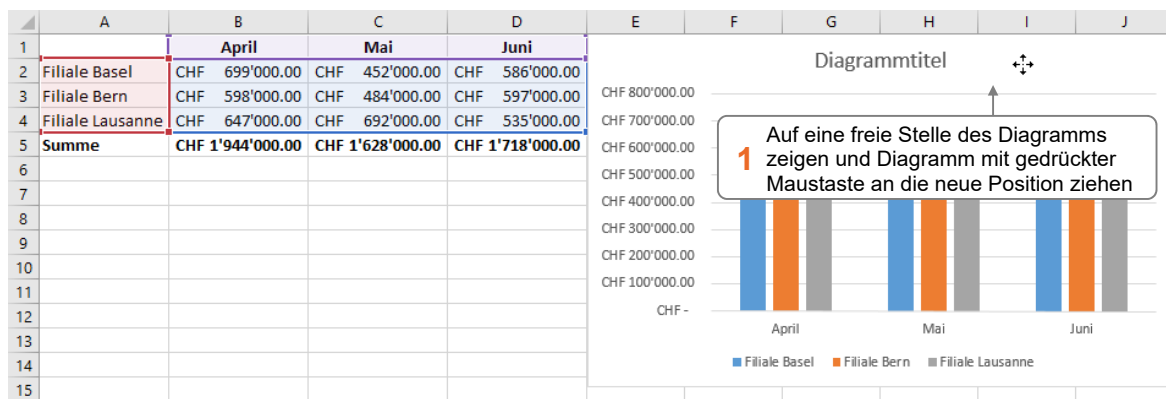 A B C D E F G H I J
1 April Mai Juni
2 Filiale Basel CHF 699'000.00 CHF 452'000.00 CHF 586'000.00
3 Filiale Bern CHF 598'000.00 CHF 484'000.00 CHF 597'000.00
4 Filiale Lausanne CHF 647'000.00 CHF 692'000.00 CHF 535'000.00
5 Summe CHF 1'944'000.00 CHF 1'628'000.00 CHF 1'718'000.00
6
7
8
9
10
11
12
13
14
15
Diagrammtitel
CHF 800'000.00
CHF 700'000.00
CHF 600'000.00
CHF 500'000.00
CHF 400'000.00
CHF 300'000.00
CHF 200'000.00
CHF 100'000.00
CHF -
1
Auf eine freie Stelle des Diagramms
zeigen und Diagramm mit gedrückter
Maustaste an die neue Position ziehen
April Mai Juni
Filiale Basel Filiale Bern Filiale Lausanne